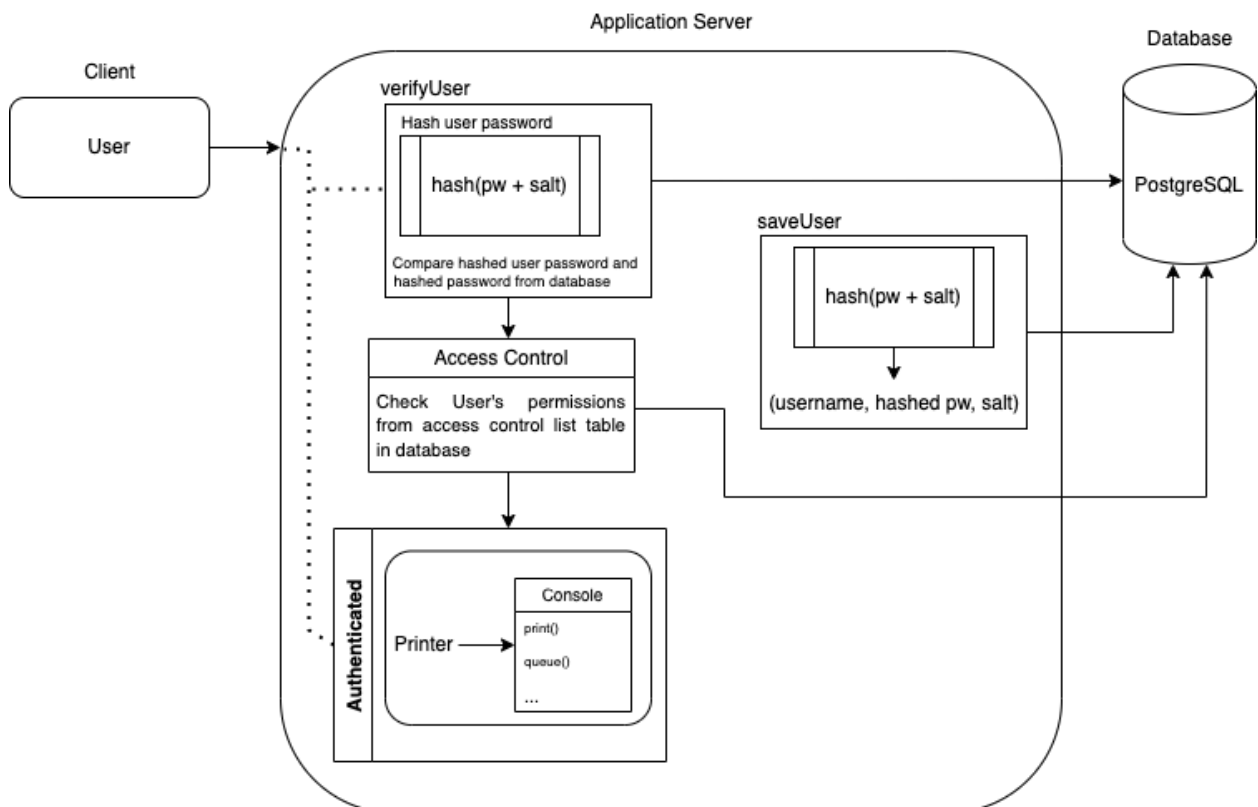 Application Server
Database
Client
User
verifyUser
Hash user password
hash(pw + salt)
Compare hashed user password and
hashed password from database
PostgreSQL
saveUser
hash(pw + salt)
(username, hashed pw, salt)
Access Control
Check User's permissions
from access control list table
in database
Authenticated
Printer
Console
print()
queue()
...